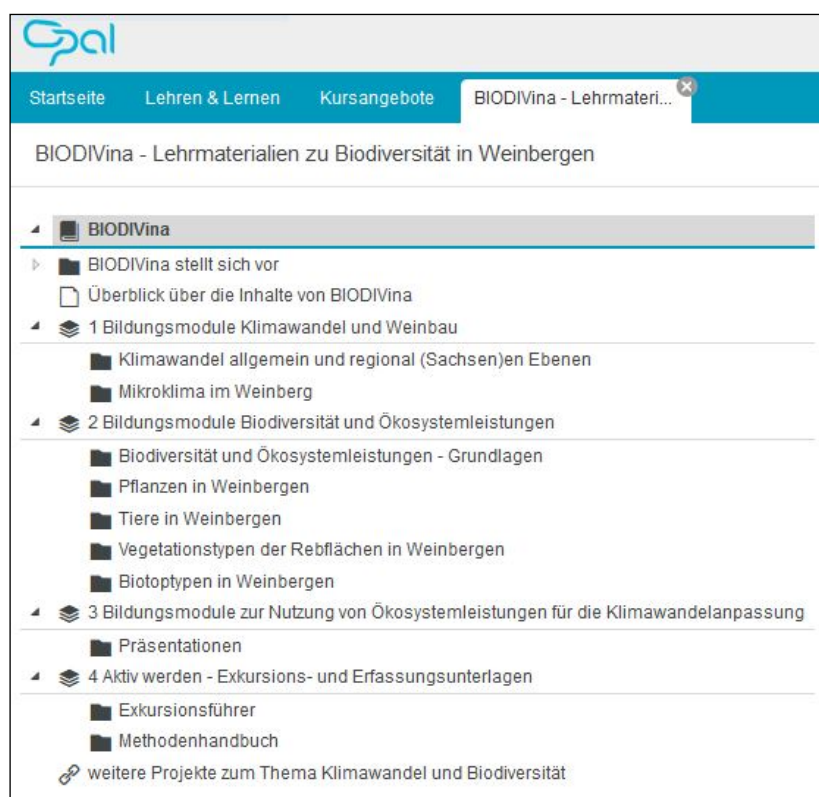 Opal
Startseite Lehren & Lernen Kursangebote BIODIVina - Lehrmateri...
BIODIVina - Lehrmaterialien zu Biodiversität in Weinbergen
BIODIVina
BIODIVina stellt sich vor
Überblick über die Inhalte von BIODIVina
1 Bildungsmodule Klimawandel und Weinbau
Klimawandel allgemein und regional (Sachsen)en Ebenen
Mikroklima im Weinberg
2 Bildungsmodule Biodiversität und Ökosystemleistungen
Biodiversität und Ökosystemleistungen - Grundlagen
Pflanzen in Weinbergen
Tiere in Weinbergen
Vegetationstypen der Rebflächen in Weinbergen
Biotoptypen in Weinbergen
3 Bildungsmodule zur Nutzung von Ökosystemleistungen für die Klimawandelanpassung
Präsentationen
4 Aktiv werden - Exkursions- und Erfassungsunterlagen
Exkursionsführer
Methodenhandbuch
weitere Projekte zum Thema Klimawandel und Biodiversität